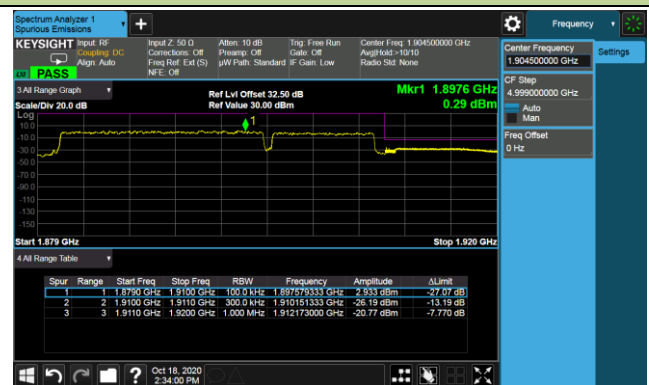 Spectrum Analyzer 1
Spurious Emissions
Frequency
KEYSIGHT Input: RF Input Z: 50 Ω Atten: 10 dB Trig: Free Run Center Freq: 1.904500000 GHz
Coupling: DC Corrections: Off Preamp: Off Gate: Off Avg|Hold:>10/10
Align: Auto Freq Ref: Ext (S) µW Path: Standard IF Gain: Low Radio Std: None
NFE: Off
PASS
Center Frequency
1.904500000 GHz
Settings
CF Step
4.999000000 GHz
Auto
Man
Freq Offset
0 Hz
3 All Range Graph
Ref Lvl Offset 32.50 dB
Mkr1 1.8976 GHz
Scale/Div 20.0 dB
Ref Value 30.00 dBm
0.29 dBm
Log
10.0
-10.0
-30.0
-50.0
-70.0
-90.0
-110
-130
-150
1
Start 1.879 GHz
Stop 1.920 GHz
4 All Range Table
Spur Range Start Freq Stop Freq RBW Frequency Amplitude ΔLimit
1 1 1.8790 GHz 1.9100 GHz 100.0 kHz 1.897579333 GHz 2.933 dBm -27.07 dB
2 2 1.9100 GHz 1.9110 GHz 300.0 kHz 1.910151333 GHz -26.19 dBm -13.19 dB
3 3 1.9110 GHz 1.9200 GHz 1.000 MHz 1.912173000 GHz -20.77 dBm -7.770 dB
Oct 18, 2020
2:34:00 PM